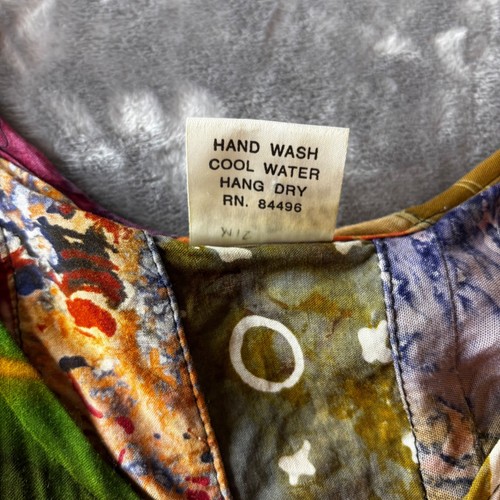 HAND WASH
COOL WATER
HANG DRY
RN. 84496